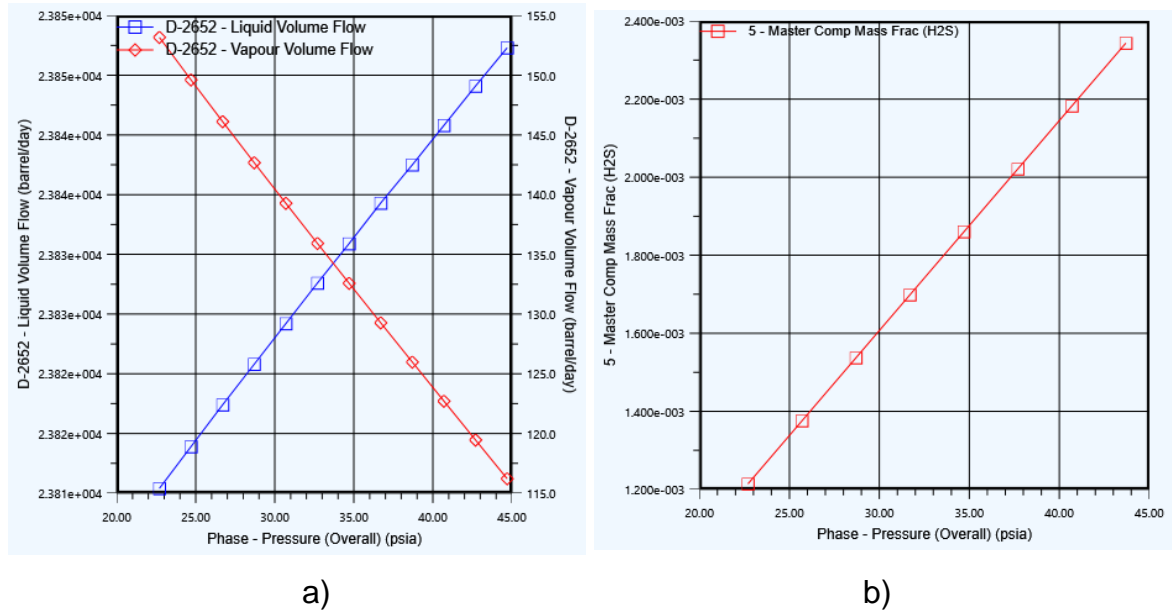 D-2652 - Liquid Volume Flow
D-2652 - Vapour Volume Flow
D-2652 - Liquid Volume Flow (barrel/day)
2.385e+004
2.385e+004
2.384e+004
2.384e+004
2.383e+004
2.383e+004
2.382e+004
2.382e+004
2.381e+004
155.0
150.0
145.0
140.0
135.0
130.0
125.0
120.0
115.0
D-2652 - Vapour Volume Flow (barrel/day)
20.00 25.00 30.00 35.00 40.00 45.00
Phase - Pressure (Overall) (psia)
a)
5 - Master Comp Mass Frac (H2S)
5 - Master Comp Mass Frac (H2S)
2.400e-003
2.200e-003
2.000e-003
1.800e-003
1.600e-003
1.400e-003
1.200e-003
20.00 25.00 30.00 35.00 40.00 45.00
Phase - Pressure (Overall) (psia)
b)